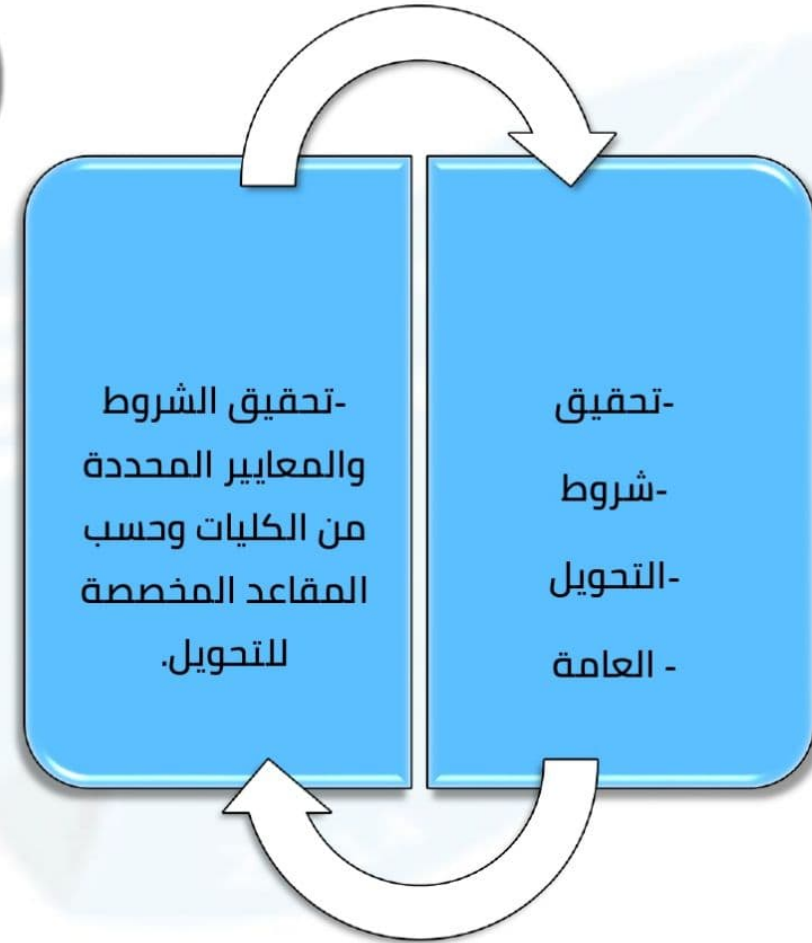 -تحقيق
-شروط
-التحويل
- العامة
-تحقيق الشروط
والمعايير المحددة
من الكليات وحسب
المقاعد المخصصة
للتحويل.